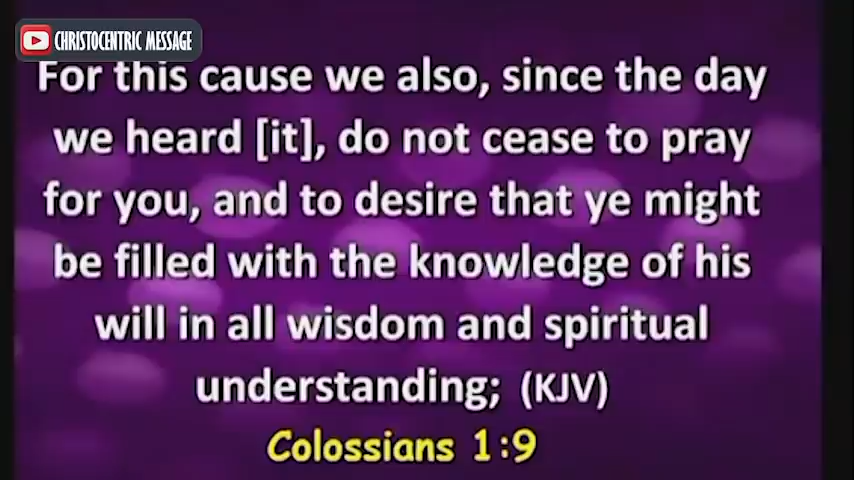 CHRISTOCENTRIC MESSAGE
For this cause we also, since the day
we heard [it], do not cease to pray
for you, and to desire that ye might
be filled with the knowledge of his
will in all wisdom and spiritual
understanding; (KJV)
Colossians 1:9